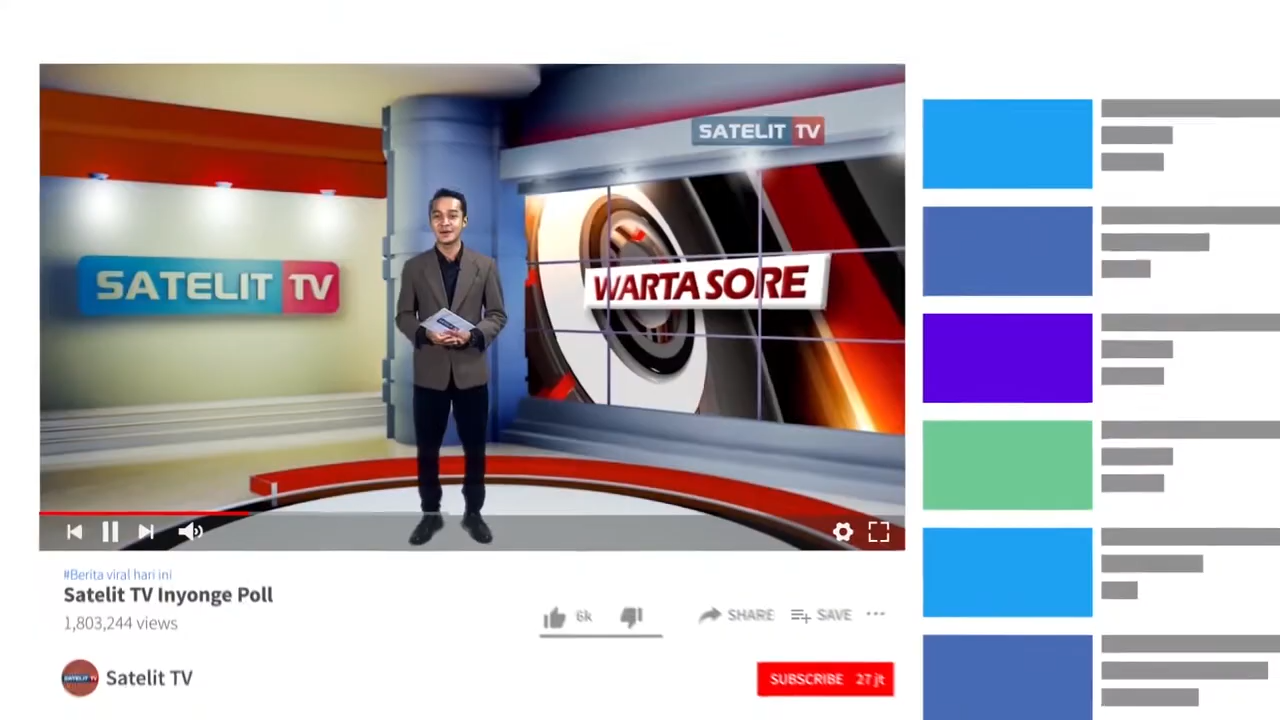 SATELIT TV
SATELIT TV
WARTA SORE
#Berita viral hari ini
Satelit TV Inyonge Poll
1,803,244 views
6k
SHARE
SAVE
Satelit TV
SUBSCRIBE 27 jt